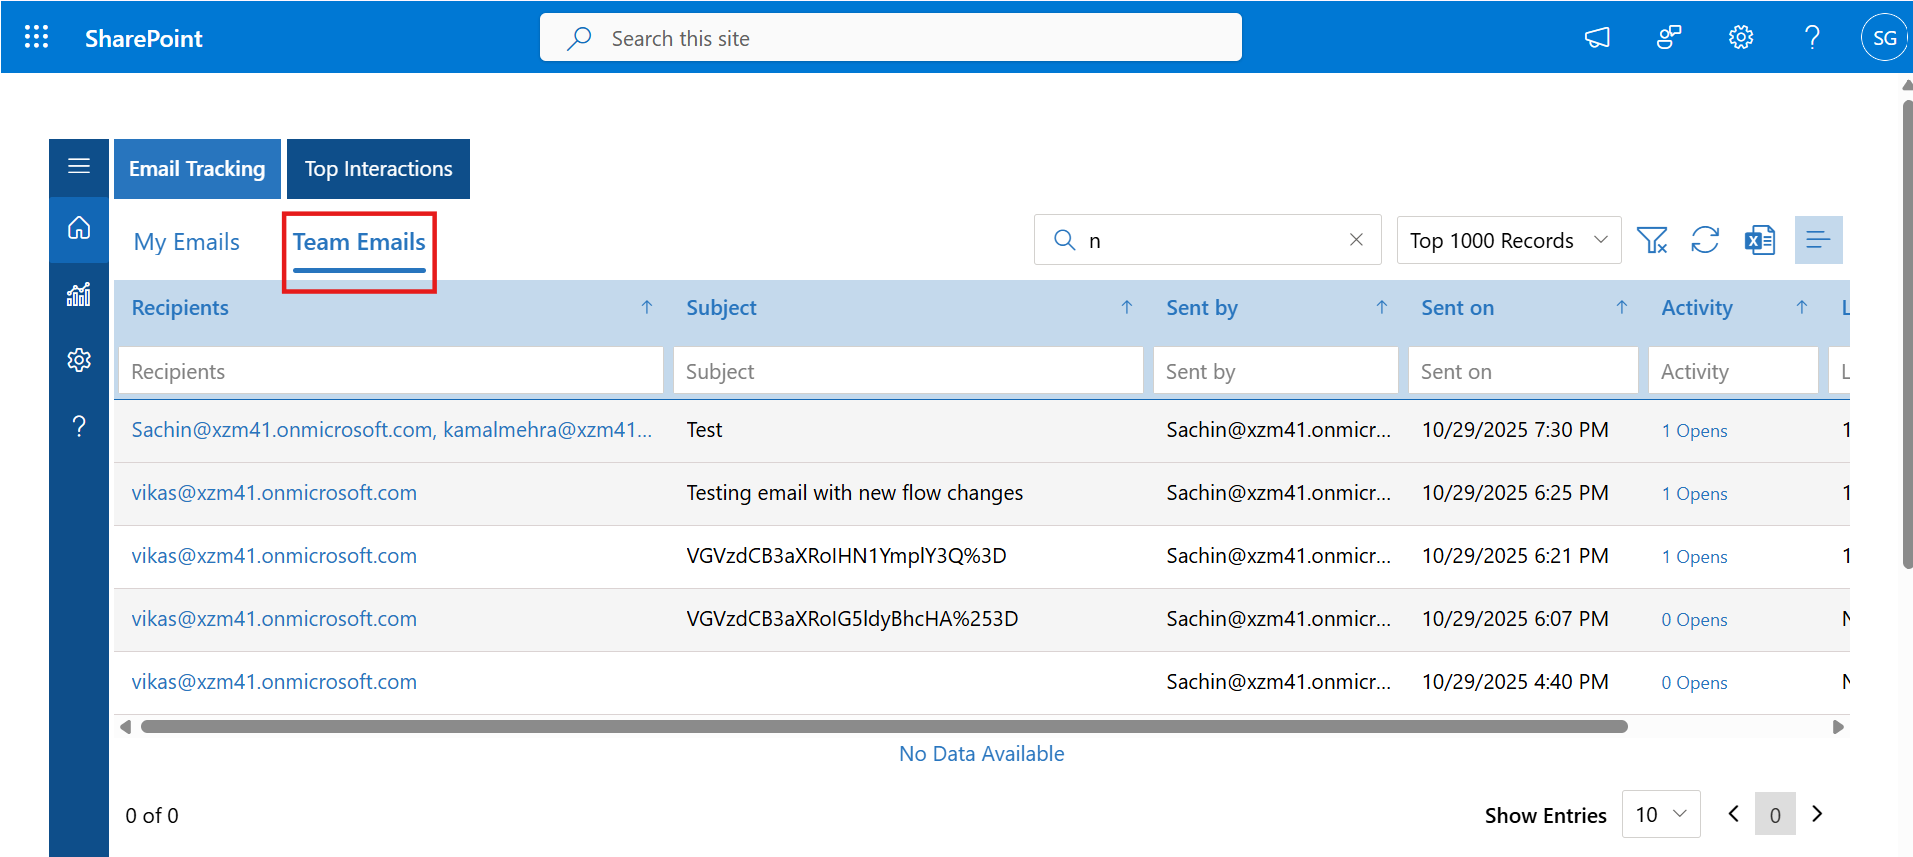 SharePoint
Search this site
SG
Email Tracking
Top Interactions
My Emails
Team Emails
n
Top 1000 Records
Recipients Subject Sent by Sent on Activity L
Recipients Subject Sent by Sent on Activity L
Sachin@xzm41.onmicrosoft.com, kamalmehra@xzm41... Test Sachin@xzm41.onmicr... 10/29/2025 7:30 PM 1 Opens 1
vikas@xzm41.onmicrosoft.com Testing email with new flow changes Sachin@xzm41.onmicr... 10/29/2025 6:25 PM 1 Opens 1
vikas@xzm41.onmicrosoft.com VGVzdCB3aXRoIHN1YmplY3Q%3D Sachin@xzm41.onmicr... 10/29/2025 6:21 PM 1 Opens 1
vikas@xzm41.onmicrosoft.com VGVzdCB3aXRoIG5ldyBhcHA%253D Sachin@xzm41.onmicr... 10/29/2025 6:07 PM 0 Opens N
vikas@xzm41.onmicrosoft.com Sachin@xzm41.onmicr... 10/29/2025 4:40 PM 0 Opens N
No Data Available
0 of 0
Show Entries 10 0